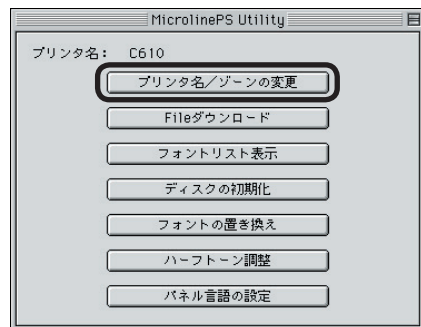 MicrolinePS Utility
プリンタ名： C610
プリンタ名／ゾーンの変更
Fileダウンロード
フォントリスト表示
ディスクの初期化
フォントの置き換え
ハーフトーン調整
パネル言語の設定